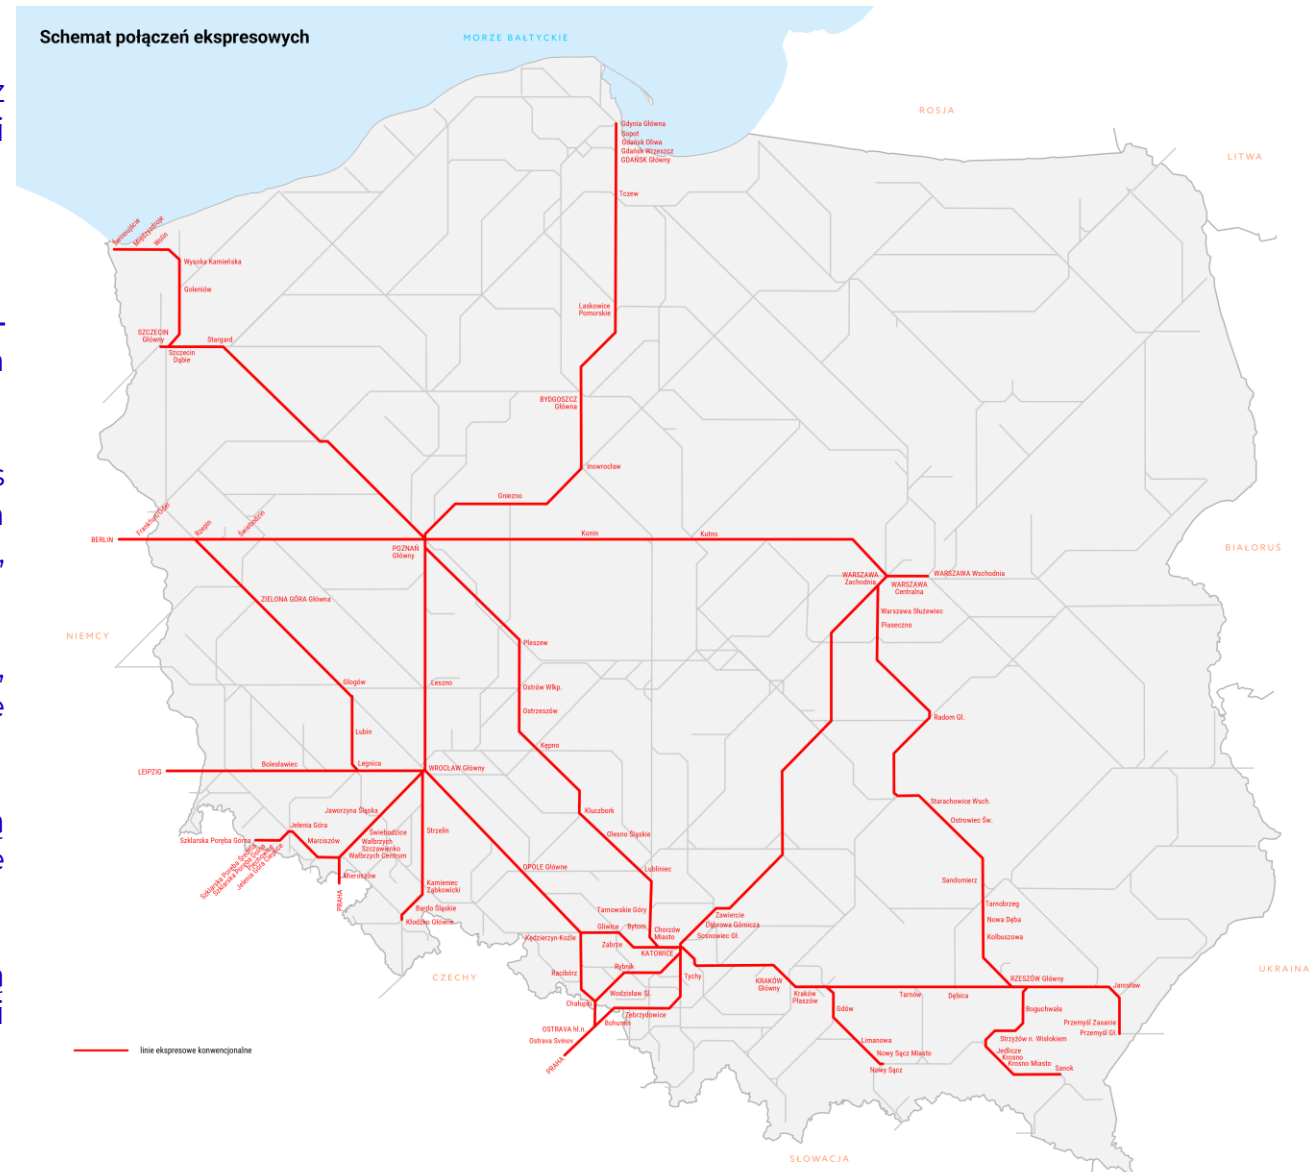 Schemat połączeń ekspresowych
MORZE BAŁTYCKIE
ROSJA
LITWA
Gdynia Główna
Sopot
Gdańsk Oliwa
Gdańsk Wrzeszcz
GDAŃSK Główny
Tczew
Świnoujście
Międzyzdroje
Wolin
Wysoka Kamieńska
Goleniów
SZCZECIN
Główny
Szczecin
Dąbie
Stargard
Laskowice
Pomorskie
BYDGOSZCZ
Główna
Inowrocław
Gniezno
BERLIN
Frankfurt/Oder
Rzepin
Świebodzin
POZNAŃ
Główny
Konin
Kutno
WARSZAWA
Zachodnia
WARSZAWA
Centralna
WARSZAWA Wschodnia
BIAŁORUŚ
Warszawa Służewiec
Piaseczno
ZIELONA GÓRA Główna
NIEMCY
Pleszew
Głogów
Leszno
Ostrów Wlkp.
Ostrzeszów
Radom Gł.
Lubin
Kępno
LEIPZIG
Bolesławiec
Legnica
WROCŁAW Główny
Starachowice Wsch.
Ostrowiec Św.
Kluczbork
Olesno Śląskie
Jaworzyna Śląska
Jelenia Góra
Świebodzice
Wałbrzych
Szczawienko
Wałbrzych Centrum
Strzelin
Szklarska Poręba Górna
Marciszów
Mieroszów
PRAHA
OPOLE Główne
Lubliniec
Kamieniec
Ząbkowicki
Bardo Śląskie
Kłodzko Główne
Sandomierz
Tarnobrzeg
Nowa Dęba
Kolbuszowa
Tarnowskie Góry
Zawiercie
Dąbrowa Górnicza
Sosnowiec Gł.
Gliwice
Bytom
Chorzów
Miasto
Kędzierzyn-Koźle
Zabrze
KATOWICE
Racibórz
Rybnik
Tychy
KRAKÓW
Główny
Kraków
Płaszów
Tarnów
Dębica
RZESZÓW Główny
Jarosław
UKRAINA
CZECHY
Wodzisław Śl.
Chałupki
Zebrzydowice
Bohumín
OSTRAVA hl.n.
Ostrava Svinov
PRAHA
Gdów
Limanowa
Nowy Sącz Miasto
Nowy Sącz
Boguchwała
Przemyśl Zasanie
Przemyśl Gł.
Strzyżów n. Wisłokiem
Jedlicze
Krosno
Krosno Miasto
Sanok
linie ekspresowe konwencjonalne
SŁOWACJA